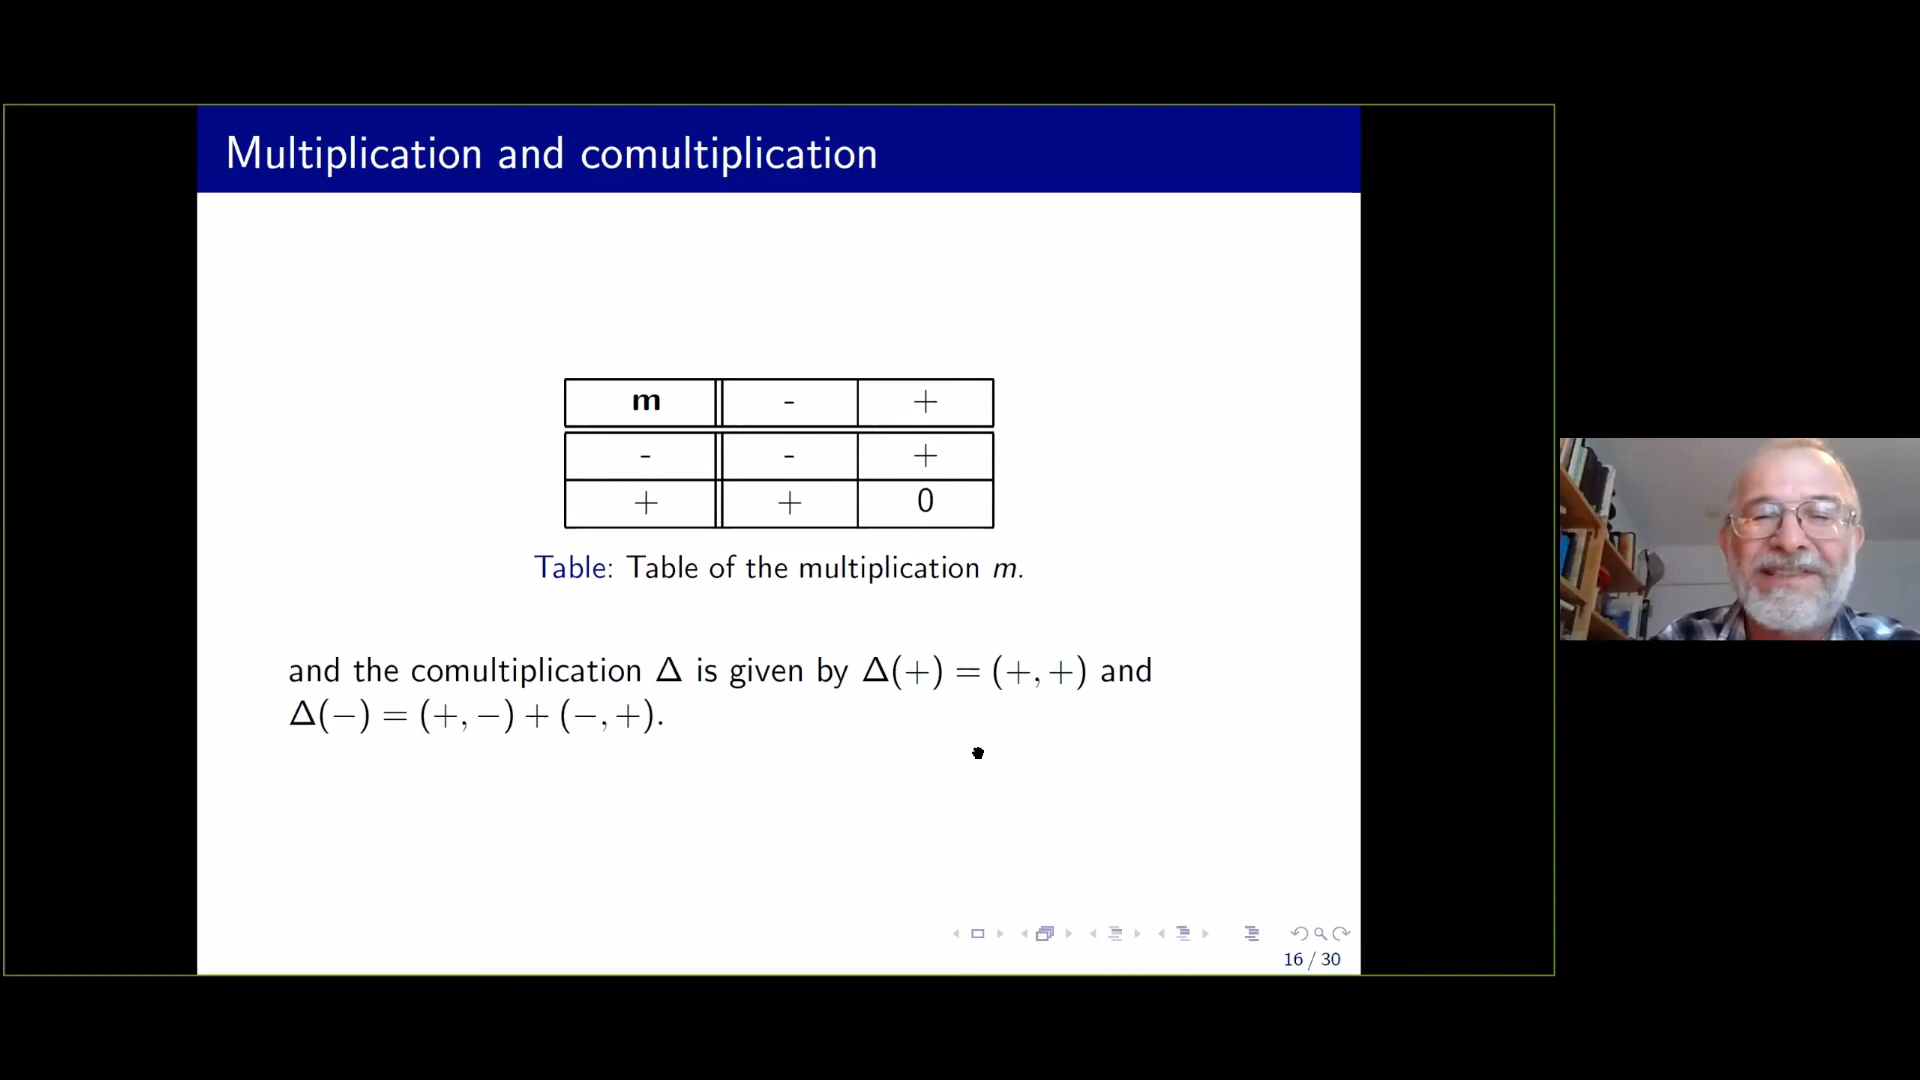 Multiplication and comultiplication
m - +
- - +
+ + 0
Table: Table of the multiplication m.
and the comultiplication Δ is given by Δ(+) = (+, +) and
Δ(−) = (+, −) + (−, +).
16 / 30